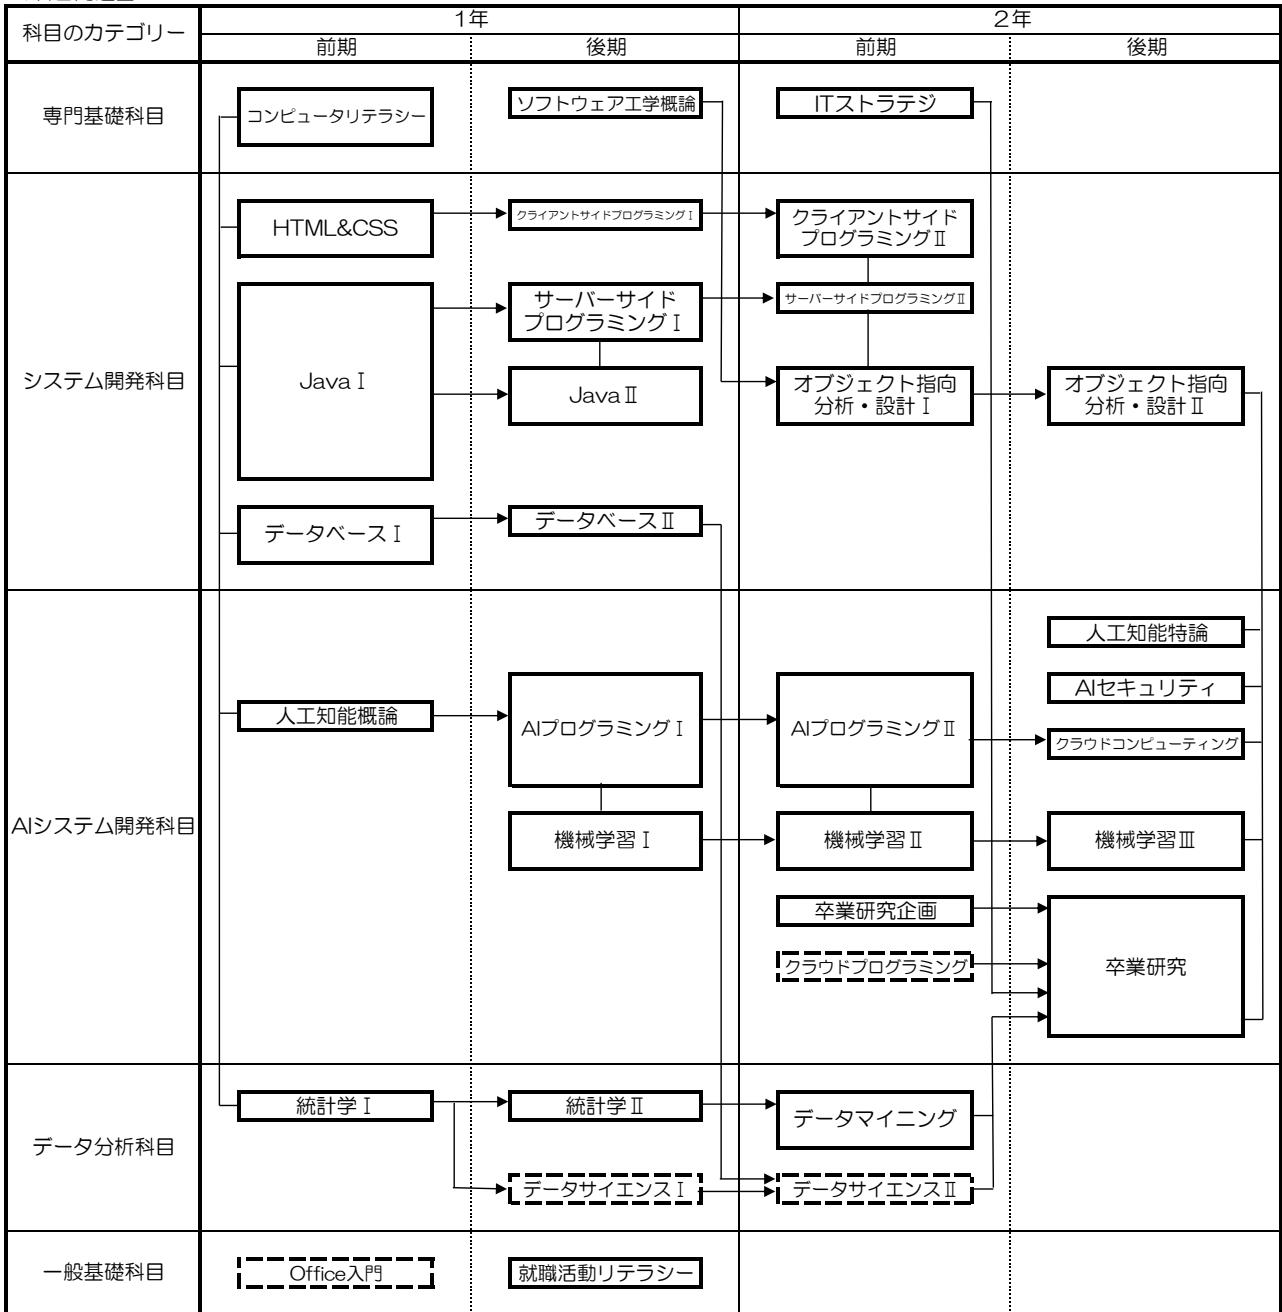 科目のカテゴリー
1年
2年
前期
後期
前期
後期
専門基礎科目
コンピュータリテラシー
ソフトウェア工学概論
ITストラテジ
システム開発科目
HTML&CSS
クライアントサイドプログラミングⅠ
クライアントサイド
プログラミングⅡ
JavaⅠ
サーバーサイド
プログラミングⅠ
サーバーサイドプログラミングⅡ
JavaⅡ
オブジェクト指向
分析・設計Ⅰ
オブジェクト指向
分析・設計Ⅱ
データベースⅠ
データベースⅡ
AIシステム開発科目
人工知能特論
AIセキュリティ
人工知能概論
AIプログラミングⅠ
AIプログラミングⅡ
クラウドコンピューティング
機械学習Ⅰ
機械学習Ⅱ
機械学習Ⅲ
卒業研究企画
クラウドプログラミング
卒業研究
データ分析科目
統計学Ⅰ
統計学Ⅱ
データマイニング
データサイエンスⅠ
データサイエンスⅡ
一般基礎科目
Office入門
就職活動リテラシー